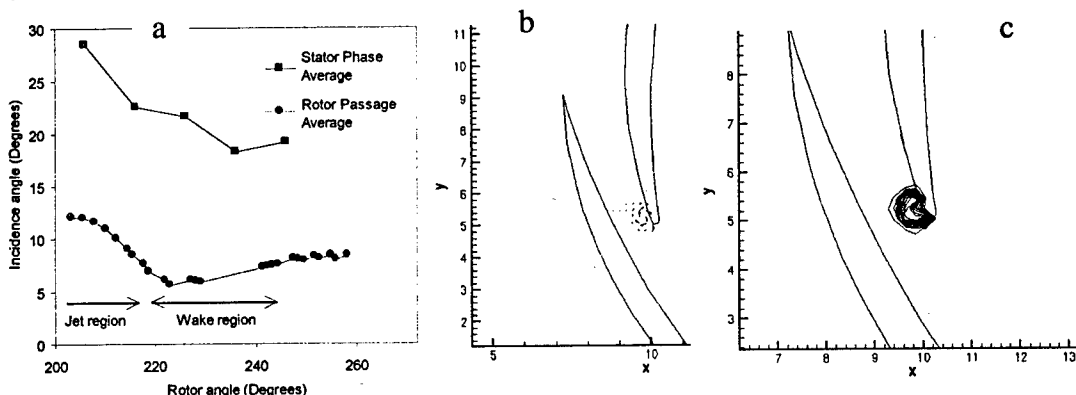 a
30
25
20
15
10
5
0
Incidence angle (Degrees)
Stator Phase
Average
Rotor Passage
Average
Jet region
Wake region
200
220
240
260
Rotor angle (Degrees)
b
11
10
9
8
7
6
5
4
3
2
y
5
10
x
c
8
7
6
5
4
3
y
7
8
9
10
11
12
13
x